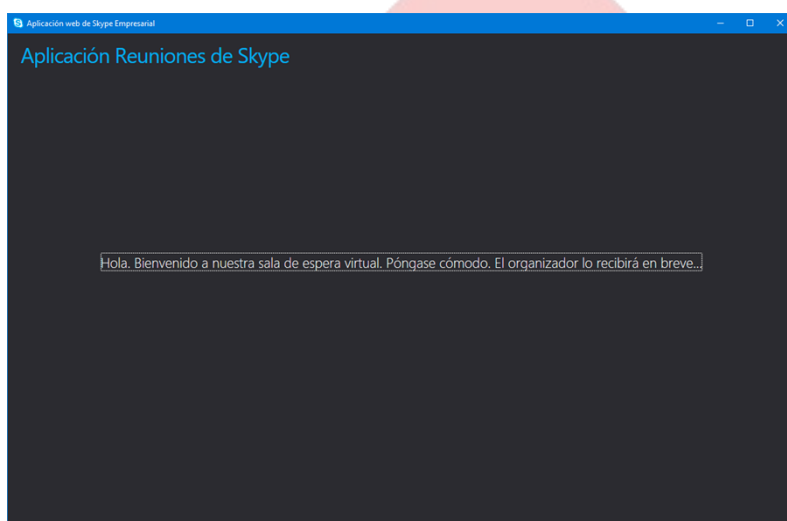 Aplicación web de Skype Empresarial
Aplicación Reuniones de Skype
Hola. Bienvenido a nuestra sala de espera virtual. Póngase cómodo. El organizador lo recibirá en breve...